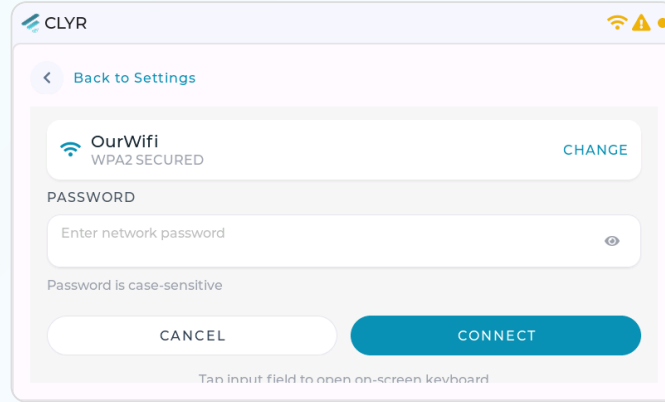 CLYR
Back to Settings
OurWifi
WPA2 SECURED
CHANGE
PASSWORD
Enter network password
Password is case-sensitive
CANCEL
CONNECT
Tap input field to open on-screen keyboard